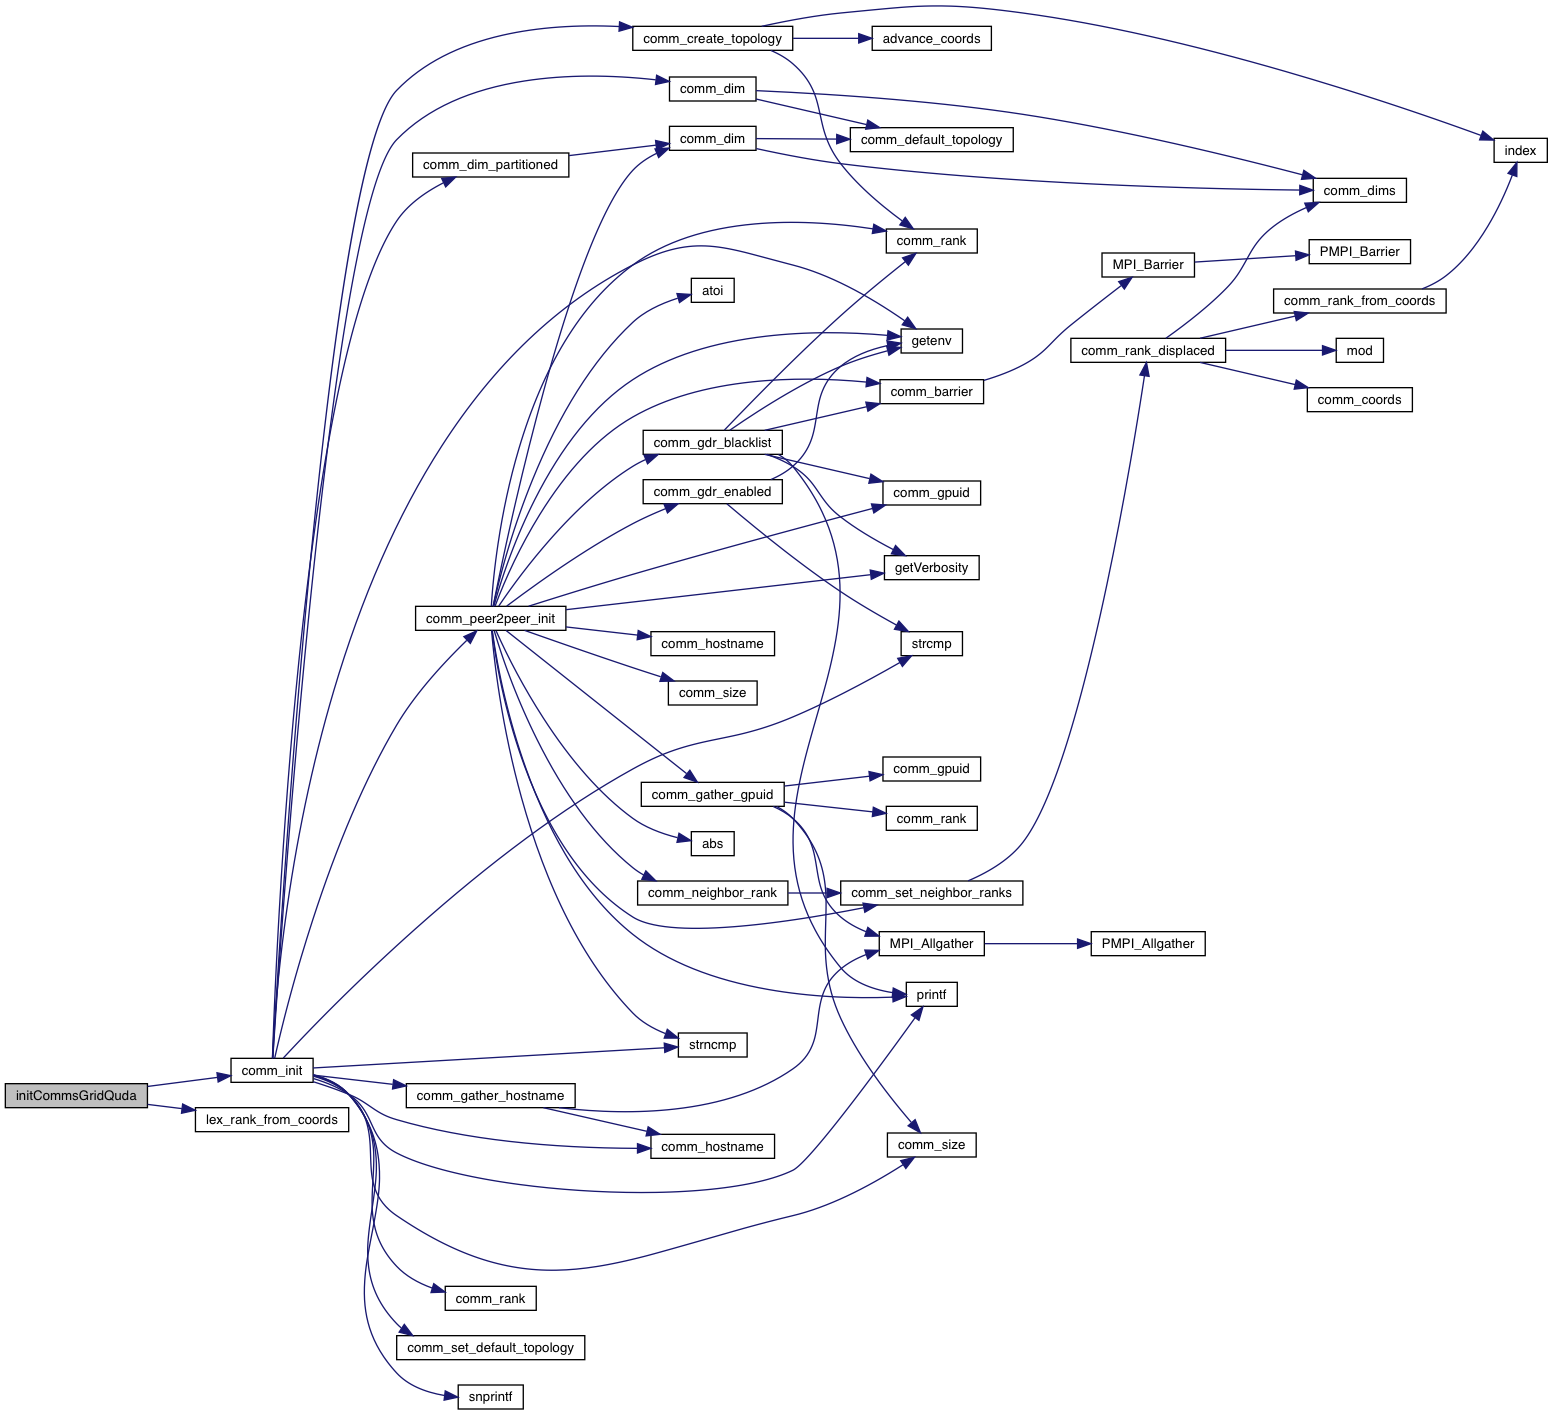 comm_create_topology
advance_coords
comm_dim
comm_dim
comm_default_topology
index
comm_dim_partitioned
comm_dims
comm_rank
PMPI_Barrier
MPI_Barrier
atoi
comm_rank_from_coords
getenv
comm_rank_displaced
mod
comm_barrier
comm_coords
comm_gdr_blacklist
comm_gdr_enabled
comm_gpuid
getVerbosity
comm_peer2peer_init
comm_hostname
strcmp
comm_size
comm_gpuid
comm_gather_gpuid
comm_rank
abs
comm_neighbor_rank
comm_set_neighbor_ranks
MPI_Allgather
PMPI_Allgather
printf
strncmp
comm_init
initCommsGridQuda
comm_gather_hostname
lex_rank_from_coords
comm_hostname
comm_size
comm_rank
comm_set_default_topology
snprintf